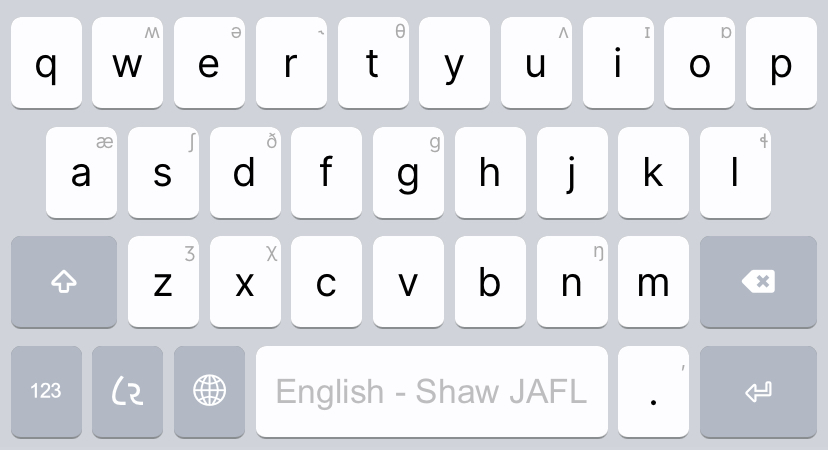 q w ʍ e ə r ˞ t θ y u ʌ i ɪ o ɒ p
a æ s ʃ d ð f g ɡ h j k l ɬ
z ʒ x χ c v b n ŋ m
123 English - Shaw JAFL . ʼ